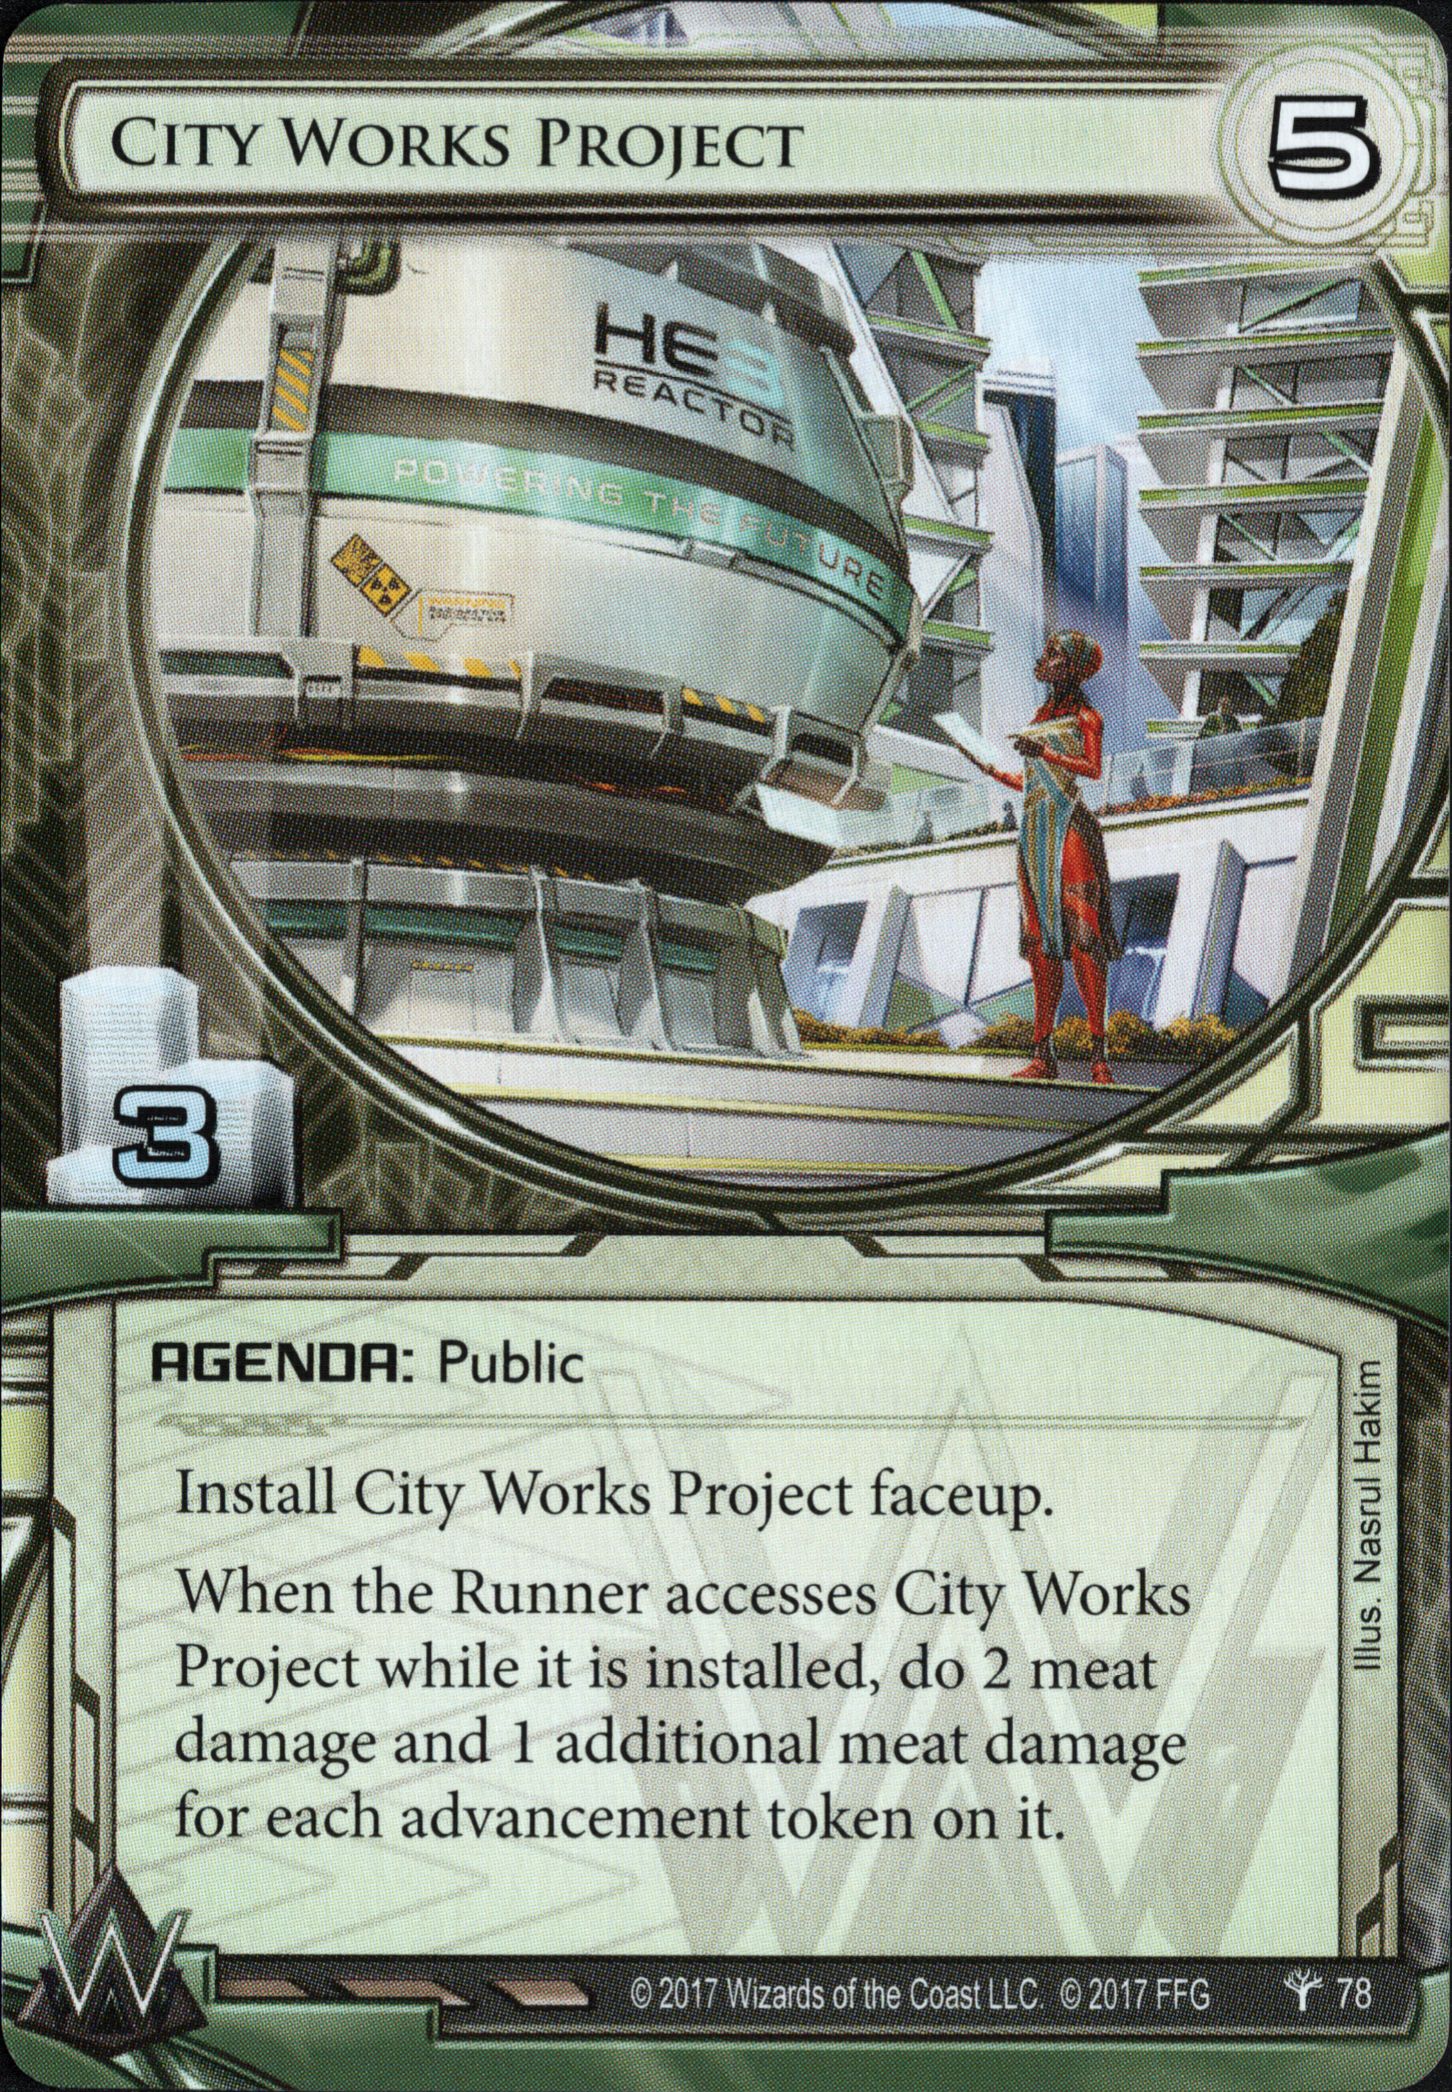 City Works Project
5
HE3
REACTOR
POWERING THE FUTURE
WARNING
3
AGENDA: Public
Install City Works Project faceup.
When the Runner accesses City Works
Project while it is installed, do 2 meat
damage and 1 additional meat damage
for each advancement token on it.
Illus. Nasrul Hakim
W
© 2017 Wizards of the Coast LLC. © 2017 FFG
78